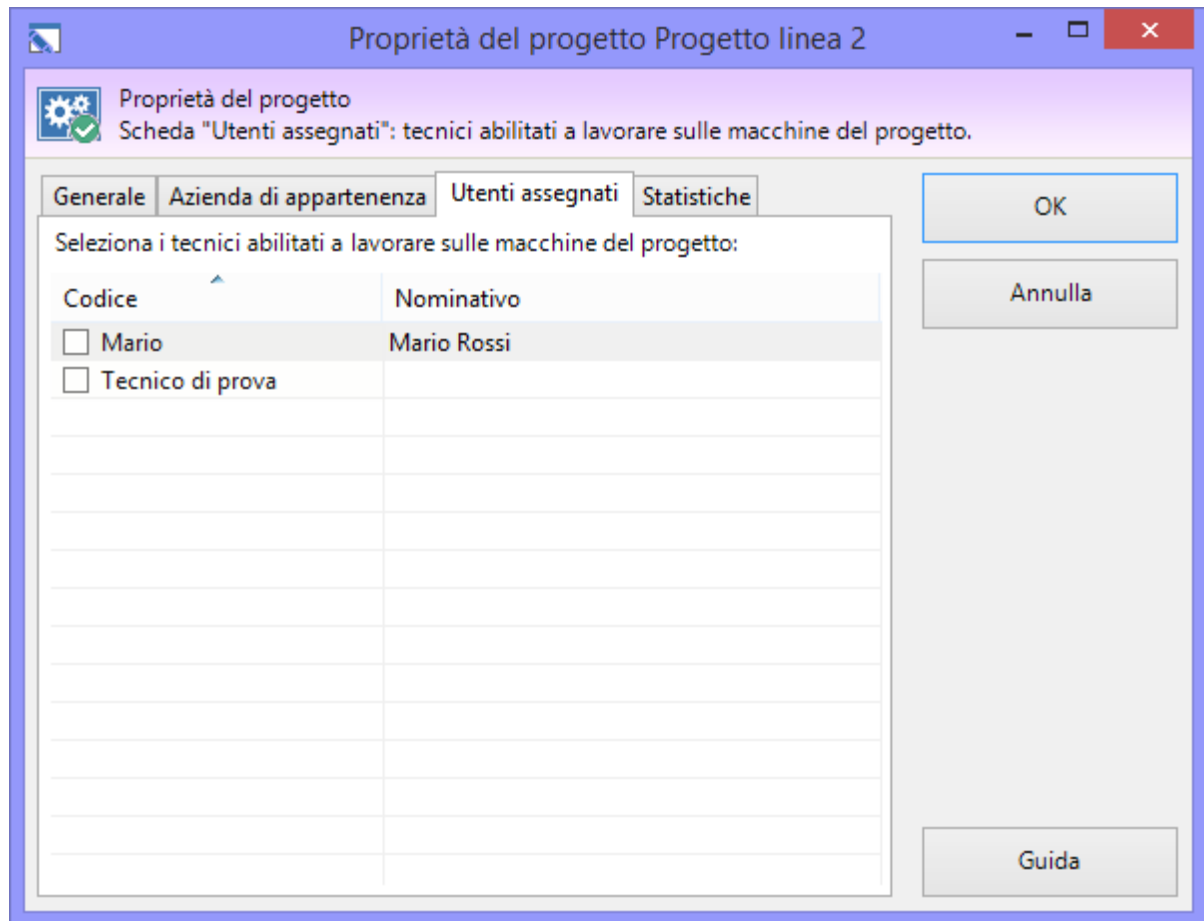 Proprietà del progetto Progetto linea 2
Proprietà del progetto
Scheda "Utenti assegnati": tecnici abilitati a lavorare sulle macchine del progetto.
Generale Azienda di appartenenza Utenti assegnati Statistiche
Seleziona i tecnici abilitati a lavorare sulle macchine del progetto:
Codice Nominativo
Mario Mario Rossi
Tecnico di prova
OK
Annulla
Guida